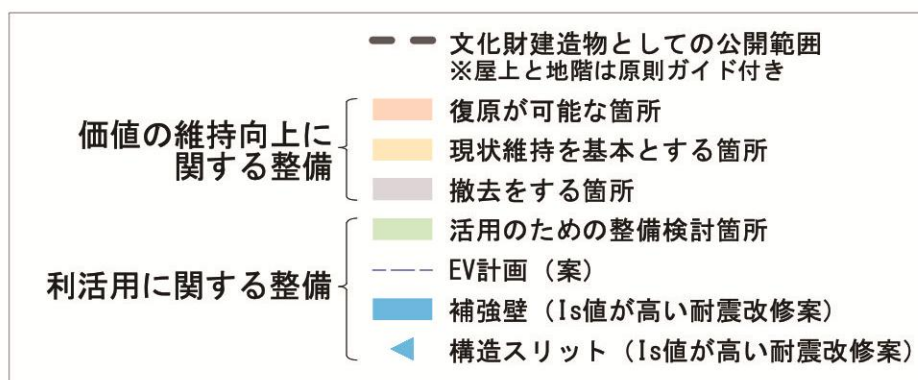 文化財建造物としての公開範囲
※屋上と地階は原則ガイド付き
価値の維持向上に
関する整備
復原が可能な箇所
現状維持を基本とする箇所
撤去をする箇所
利活用に関する整備
活用のための整備検討箇所
EV計画（案）
補強壁（Is値が高い耐震改修案）
構造スリット（Is値が高い耐震改修案）